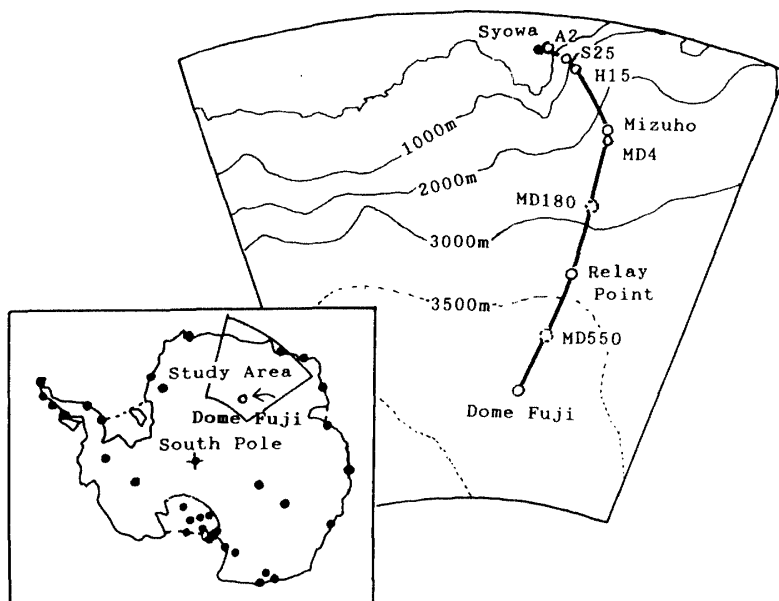 Syowa
A2
S25
H15
Mizuho
MD4
1000m
2000m
MD180
3000m
Relay
Point
3500m
MD550
Dome Fuji
Study Area
Dome Fuji
South Pole